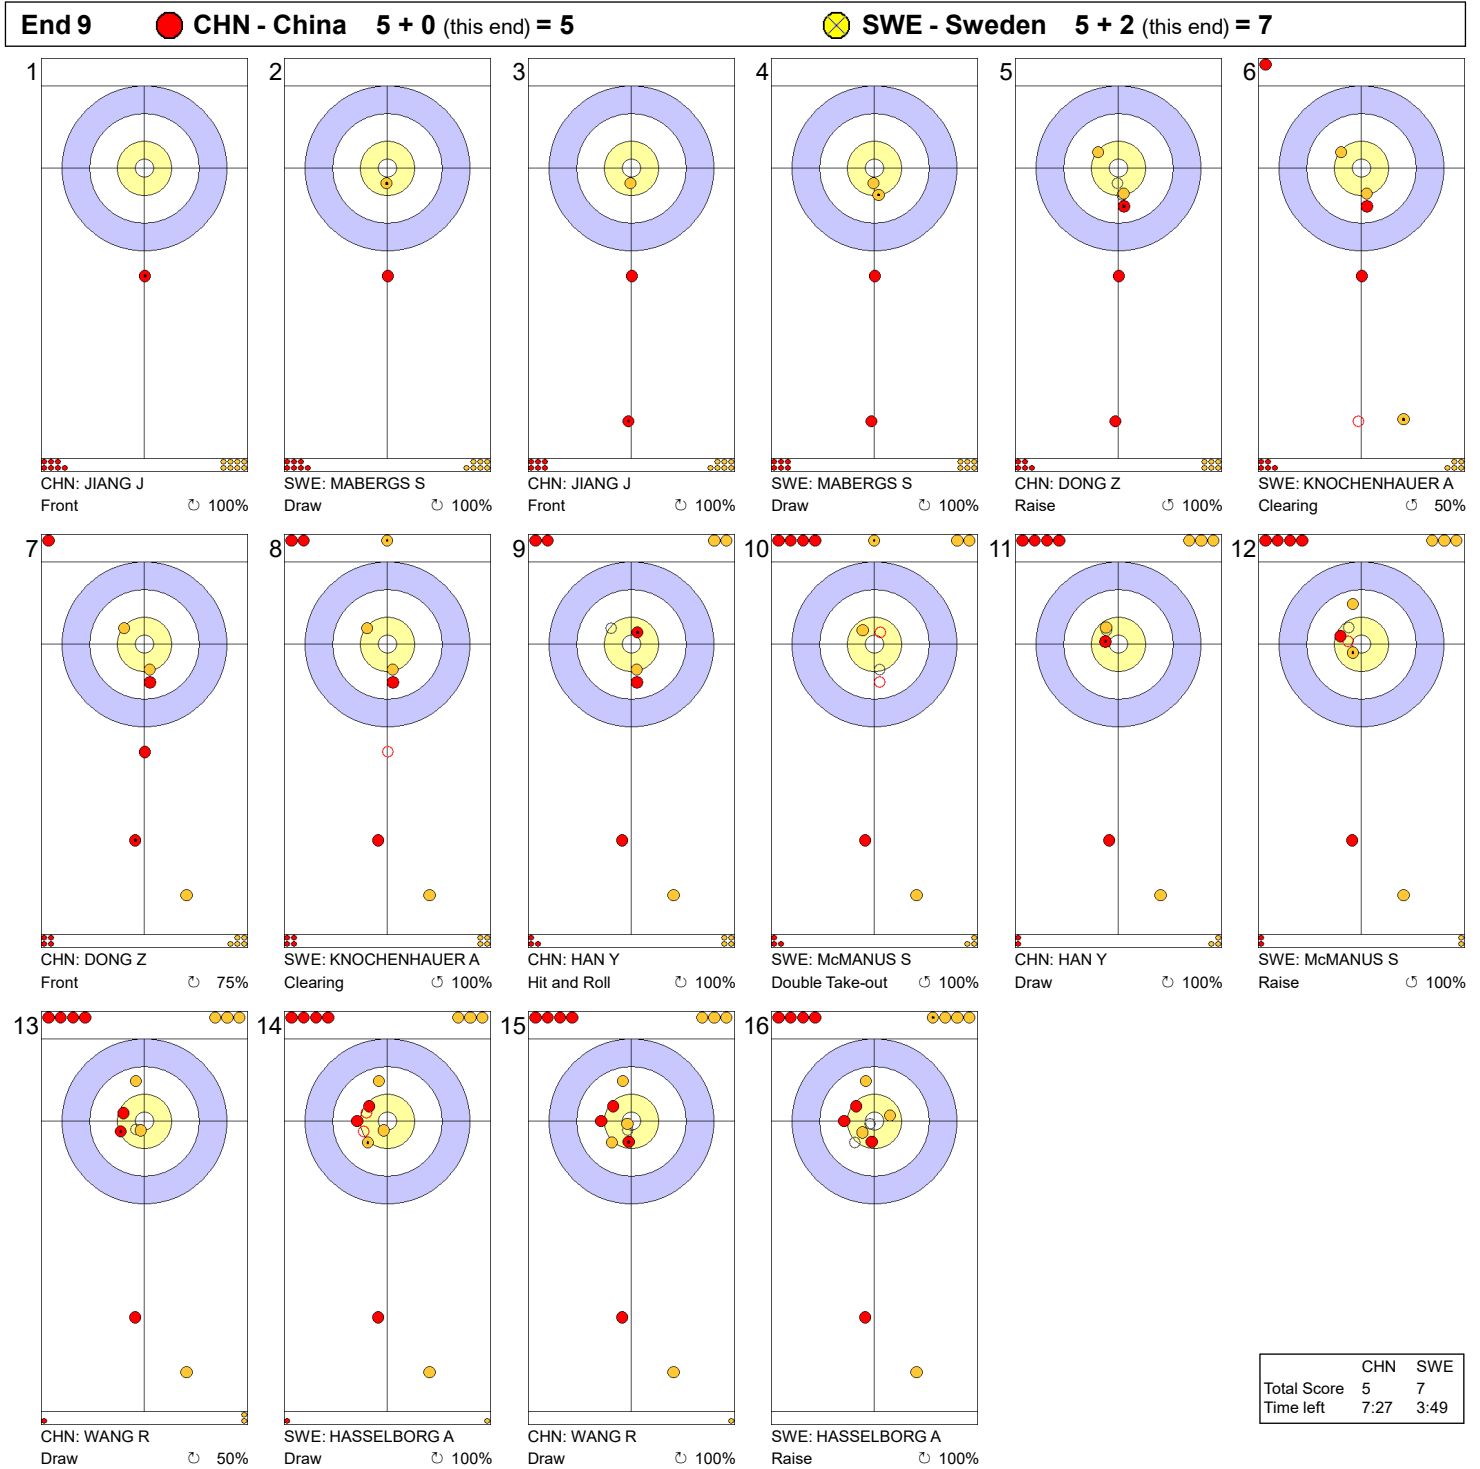 End 9 CHN - China 5 + 0 (this end) = 5 SWE - Sweden 5 + 2 (this end) = 7
1 2 3 4 5 6
CHN: JIANG J SWE: MABERGS S CHN: JIANG J SWE: MABERGS S CHN: DONG Z SWE: KNOCHENHAUER A
Front ↻ 100% Draw ↻ 100% Front ↻ 100% Draw ↻ 100% Raise ↻ 100% Clearing ↺ 50%
7 8 9 10 11 12
CHN: DONG Z SWE: KNOCHENHAUER A CHN: HAN Y SWE: McMANUS S CHN: HAN Y SWE: McMANUS S
Front ↻ 75% Clearing ↻ 100% Hit and Roll ↻ 100% Double Take-out ↺ 100% Draw ↺ 100% Raise ↺ 100%
13 14 15 16
CHN: WANG R SWE: HASSELBORG A CHN: WANG R SWE: HASSELBORG A
Draw ↻ 50% Draw ↻ 100% Draw ↻ 100% Raise ↻ 100%
CHN SWE
Total Score 5 7
Time left 7:27 3:49